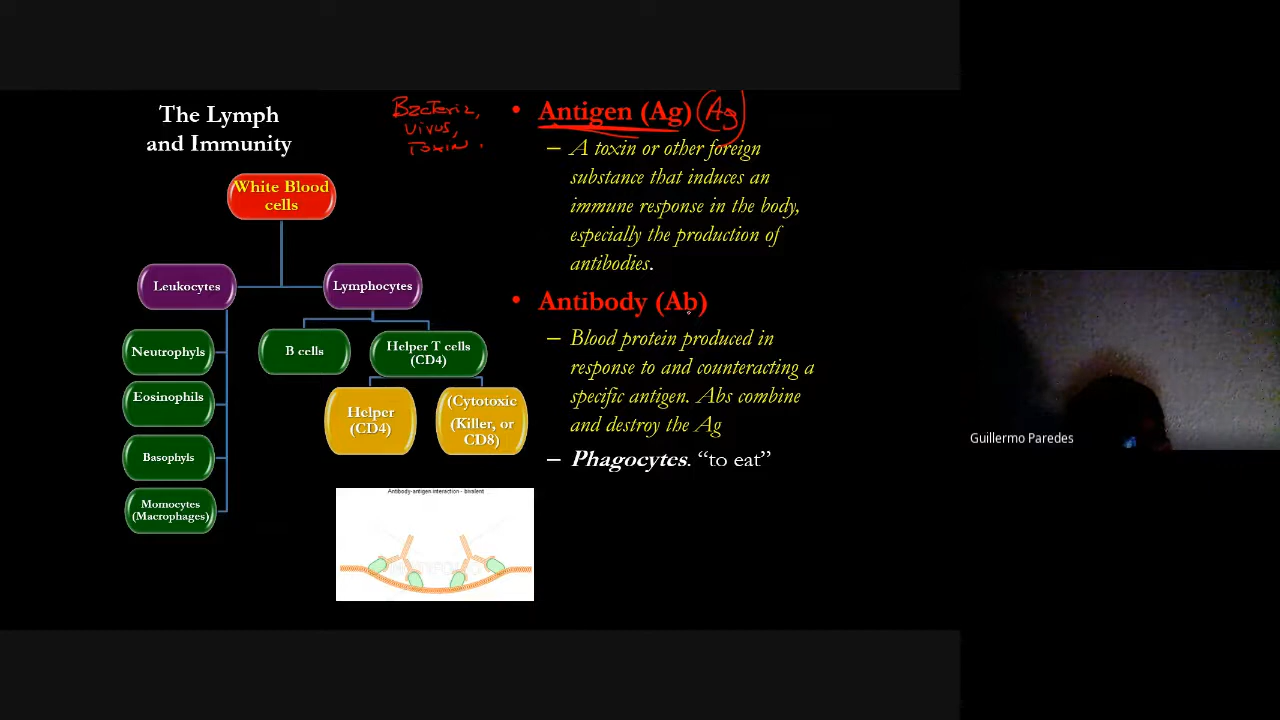 The Lymph
and Immunity
White Blood
cells
Leukocytes
Lymphocytes
Neutrophyls
Eosinophils
Basophyls
Momocytes
(Macrophages)
B cells
Helper T cells
(CD4)
Helper
(CD4)
(Cytotoxic
(Killer, or
CD8)
Bacteria,
Virus,
Toxin.
• Antigen (Ag) (Ag)
– A toxin or other foreign
substance that induces an
immune response in the body,
especially the production of
antibodies.
• Antibody (Ab)
– Blood protein produced in
response to and counteracting a
specific antigen. Abs combine
and destroy the Ag
– Phagocytes. “to eat”
Antibody-antigen interaction - bivalent
Guillermo Paredes